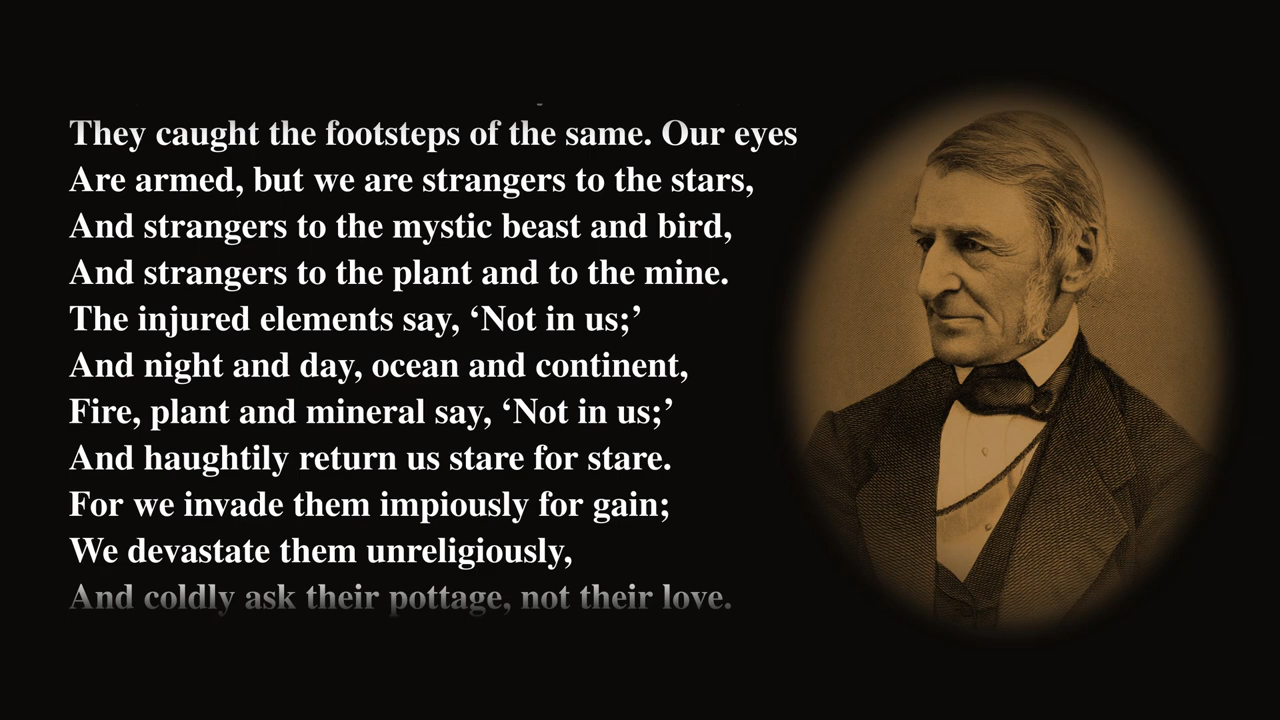 They caught the footsteps of the same. Our eyes
Are armed, but we are strangers to the stars,
And strangers to the mystic beast and bird,
And strangers to the plant and to the mine.
The injured elements say, ‘Not in us;’
And night and day, ocean and continent,
Fire, plant and mineral say, ‘Not in us;’
And haughtily return us stare for stare.
For we invade them impiously for gain;
We devastate them unreligiously,
And coldly ask their pottage, not their love.